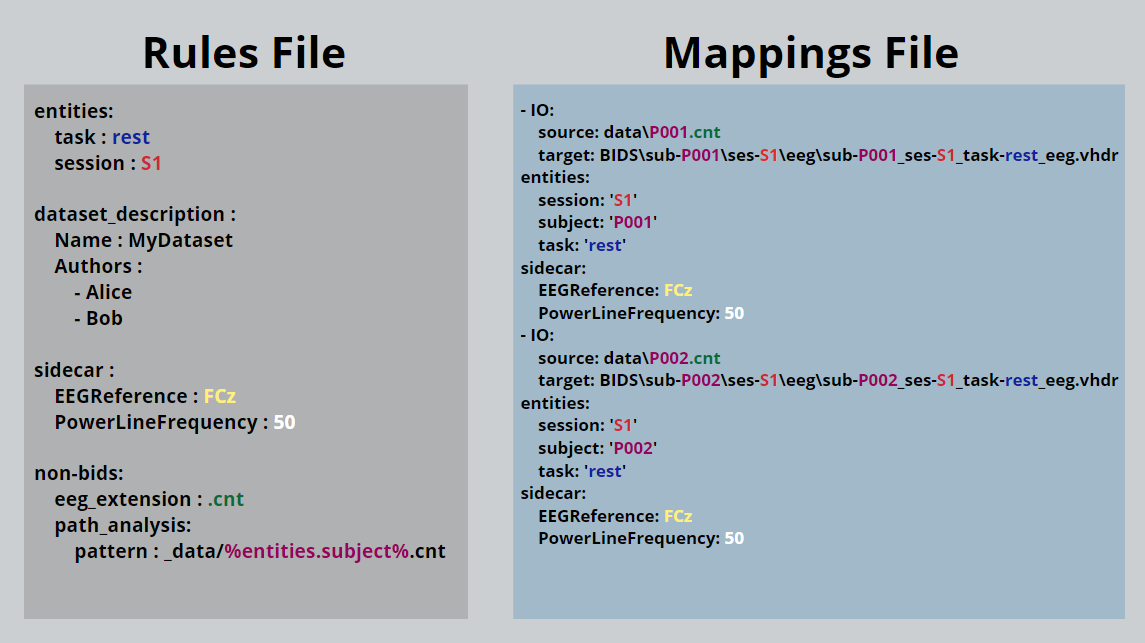 Rules File
entities:
task : rest
session : S1
dataset_description :
Name : MyDataset
Authors :
- Alice
- Bob
sidecar :
EEGReference : FCz
PowerLineFrequency : 50
non-bids:
eeg_extension : .cnt
path_analysis:
pattern : _data/%entities.subject%.cnt
Mappings File
- IO:
source: data\P001.cnt
target: BIDS\sub-P001\ses-S1\eeg\sub-P001_ses-S1_task-rest_eeg.vhdr
entities:
session: 'S1'
subject: 'P001'
task: 'rest'
sidecar:
EEGReference: FCz
PowerLineFrequency: 50
- IO:
source: data\P002.cnt
target: BIDS\sub-P002\ses-S1\eeg\sub-P002_ses-S1_task-rest_eeg.vhdr
entities:
session: 'S1'
subject: 'P002'
task: 'rest'
sidecar:
EEGReference: FCz
PowerLineFrequency: 50